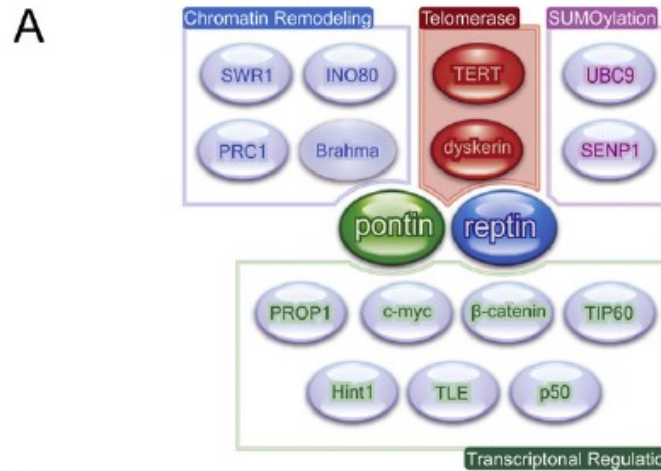 A
Chromatin Remodeling Telomerase SUMOylation
SWR1 INO80 TERT UBC9
PRC1 Brahma dyskerin SENP1
pontin reptin
PROP1 c-myc β-catenin TIP60
Hint1 TLE p50
Transcriptonal Regulatio